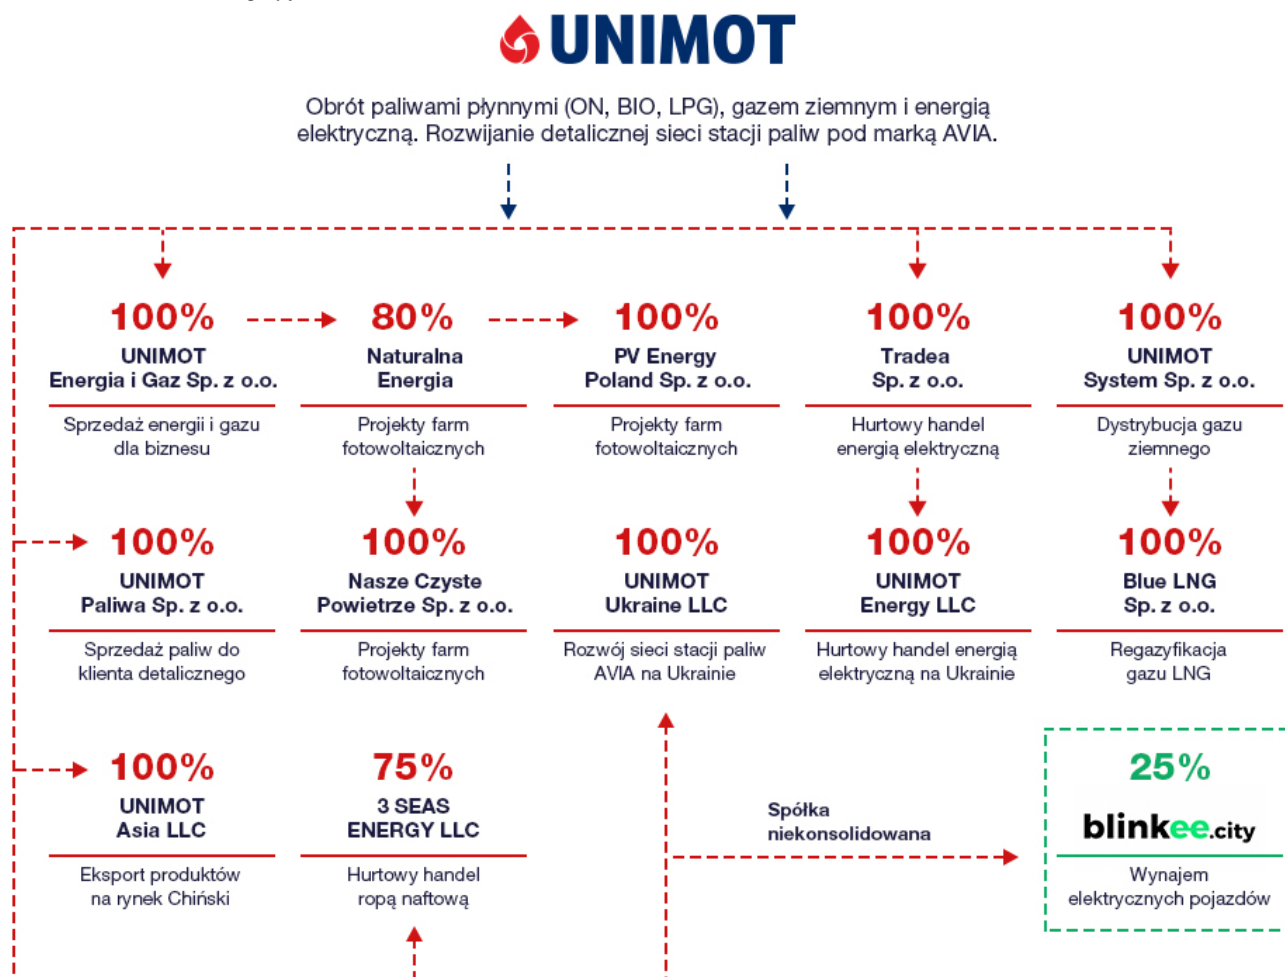 UNIMOT
Obrót paliwami płynnymi (ON, BIO, LPG), gazem ziemnym i energią
elektryczną. Rozwijanie detalicznej sieci stacji paliw pod marką AVIA.
100%
UNIMOT
Energia i Gaz Sp. z o.o.
Sprzedaż energii i gazu
dla biznesu
80%
Naturalna
Energia
Projekty farm
fotowoltaicznych
100%
PV Energy
Poland Sp. z o.o.
Projekty farm
fotowoltaicznych
100%
Tradea
Sp. z o.o.
Hurtowy handel
energią elektryczną
100%
UNIMOT
System Sp. z o.o.
Dystrybucja gazu
ziemnego
100%
UNIMOT
Paliwa Sp. z o.o.
Sprzedaż paliw do
klienta detalicznego
100%
Nasze Czyste
Powietrze Sp. z o.o.
Projekty farm
fotowoltaicznych
100%
UNIMOT
Ukraine LLC
Rozwój sieci stacji paliw
AVIA na Ukrainie
100%
UNIMOT
Energy LLC
Hurtowy handel energią
elektryczną na Ukrainie
100%
Blue LNG
Sp. z o.o.
Regazyfikacja
gazu LNG
100%
UNIMOT
Asia LLC
Eksport produktów
na rynek Chiński
75%
3 SEAS
ENERGY LLC
Hurtowy handel
ropą naftową
Spółka
niekonsolidowana
25%
blinkee.city
Wynajem
elektrycznych pojazdów